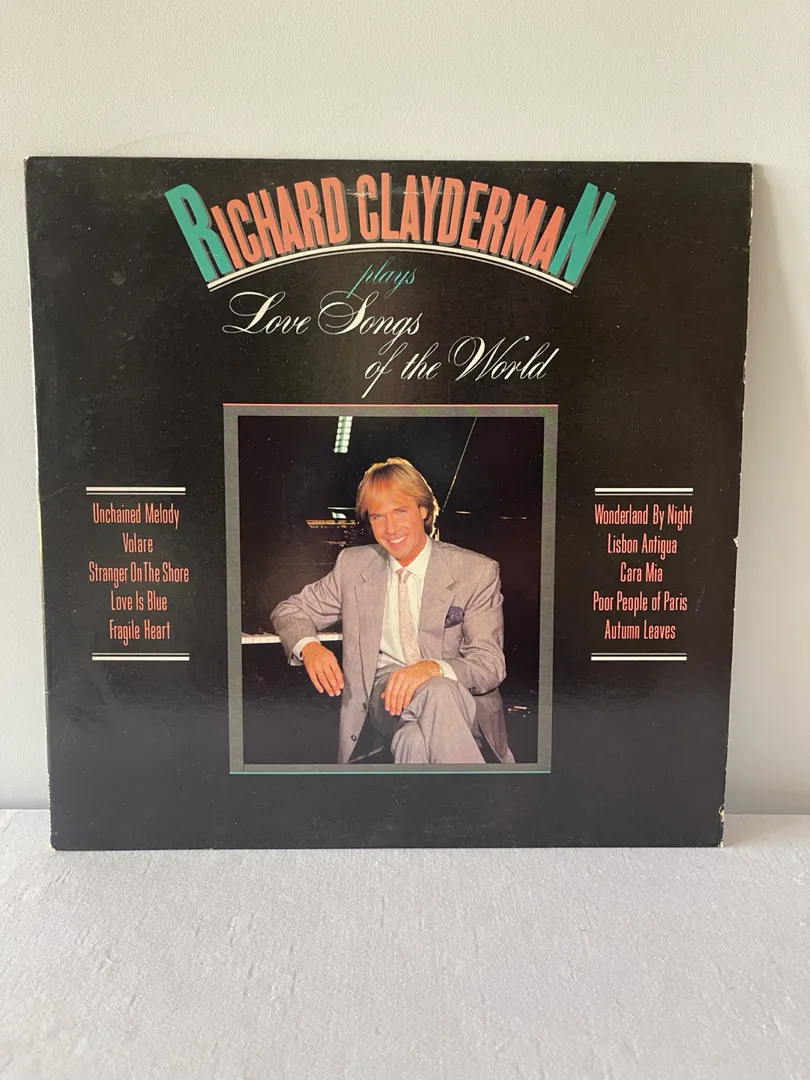 RICHARD CLAYDERMAN
plays
Love Songs
of the World
Unchained Melody
Volare
Stranger On The Shore
Love Is Blue
Fragile Heart
Wonderland By Night
Lisbon Antigua
Cara Mia
Poor People of Paris
Autumn Leaves